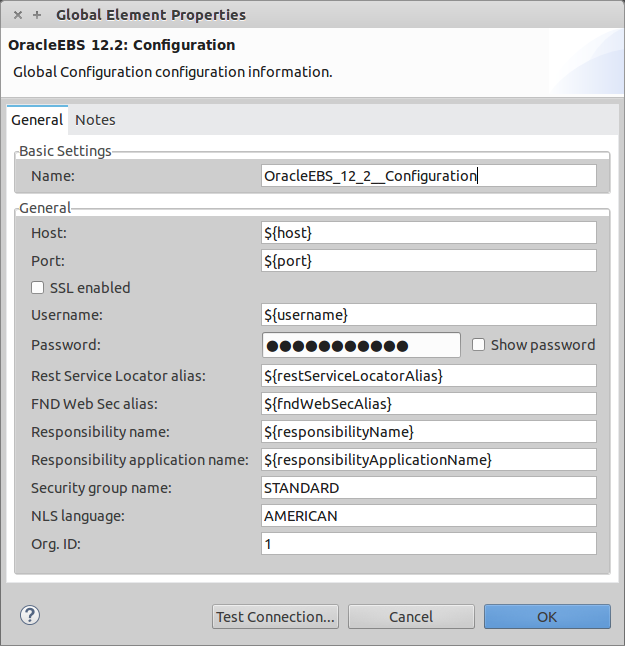 Global Element Properties
OracleEBS 12.2: Configuration
Global Configuration configuration information.
General Notes
Basic Settings
Name: OracleEBS_12_2__Configuration
General
Host: ${host}
Port: ${port}
SSL enabled
Username: ${username}
Password: ●●●●●●●●●●● Show password
Rest Service Locator alias: ${restServiceLocatorAlias}
FND Web Sec alias: ${fndWebSecAlias}
Responsibility name: ${responsibilityName}
Responsibility application name: ${responsibilityApplicationName}
Security group name: STANDARD
NLS language: AMERICAN
Org. ID: 1
? Test Connection... Cancel OK